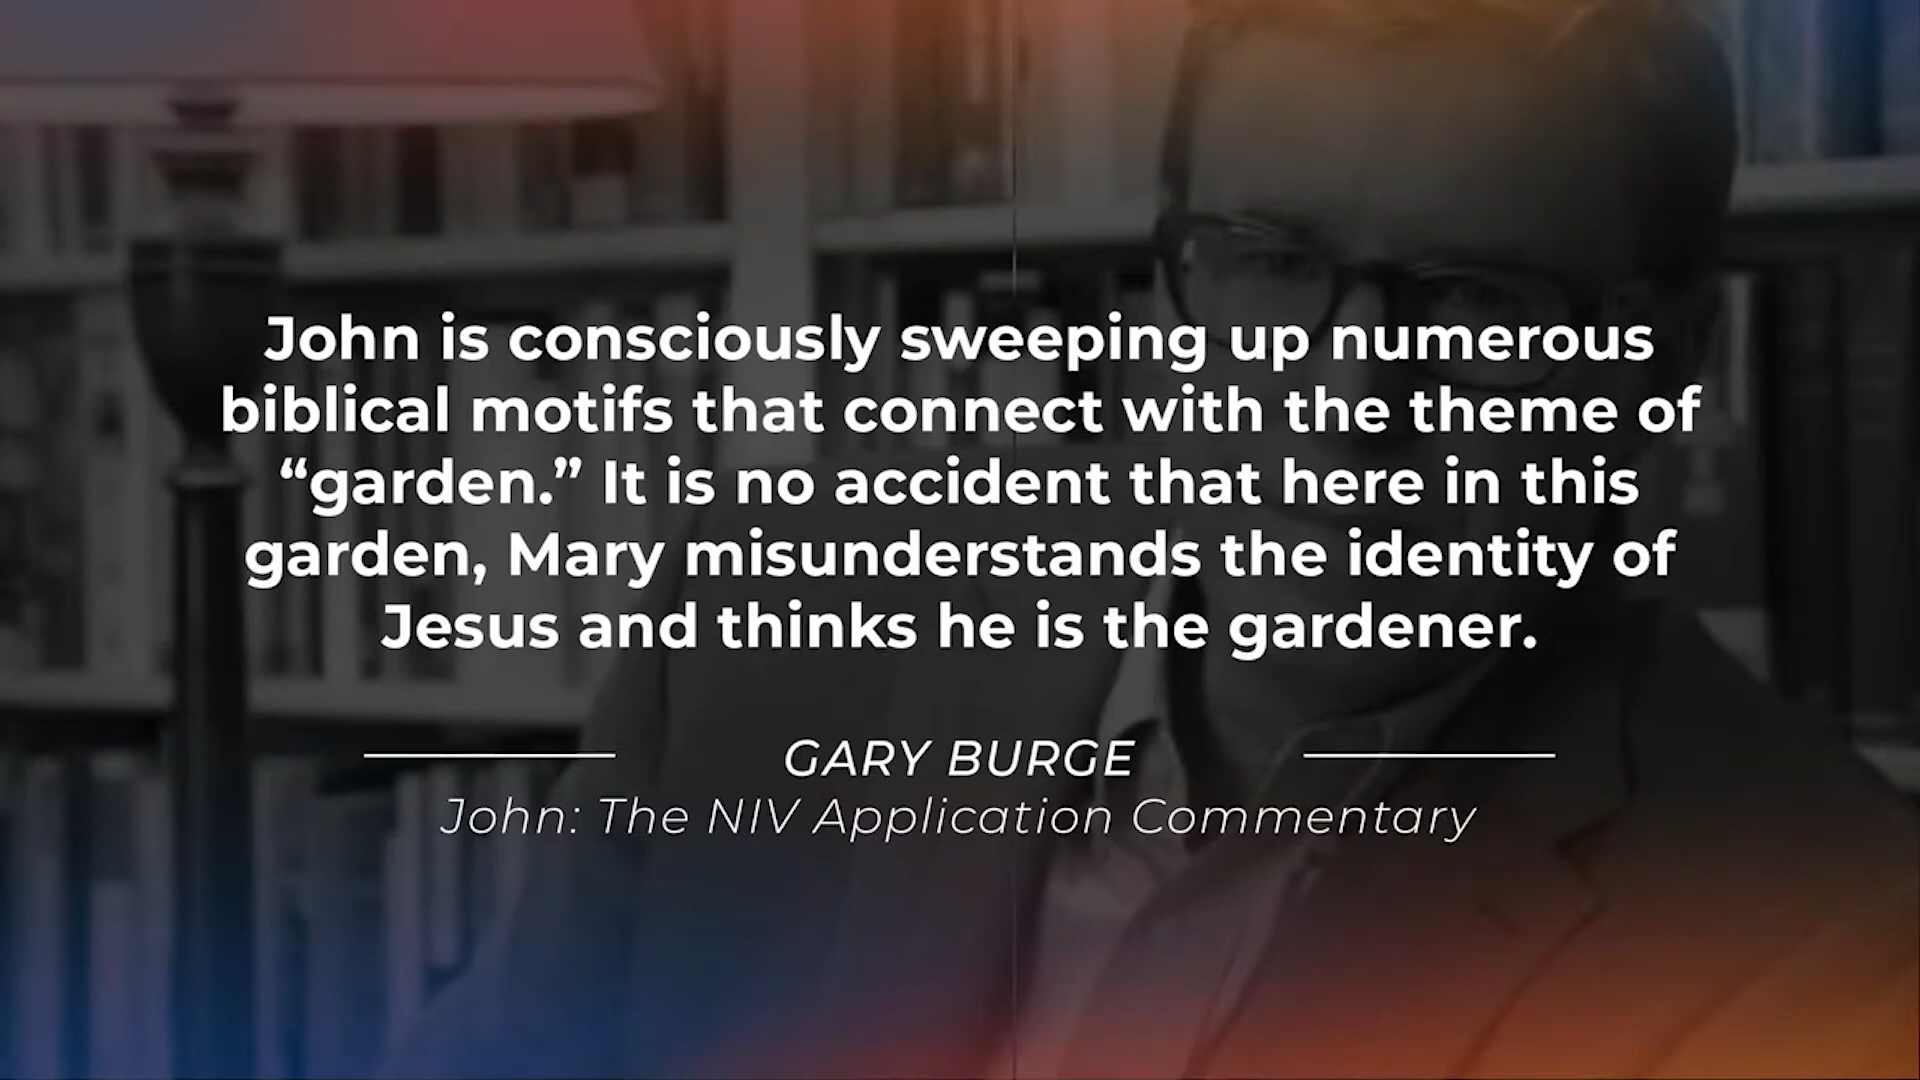 John is consciously sweeping up numerous
biblical motifs that connect with the theme of
“garden.” It is no accident that here in this
garden, Mary misunderstands the identity of
Jesus and thinks he is the gardener.
GARY BURGE
John: The NIV Application Commentary